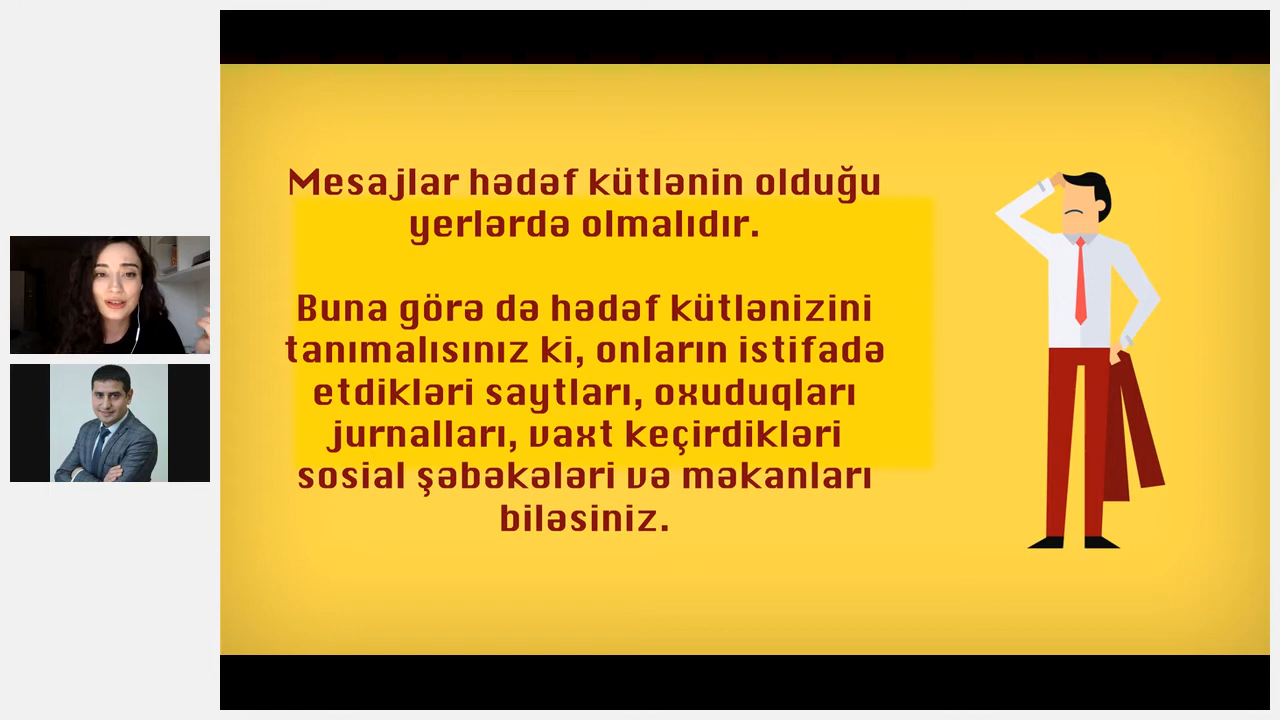 Mesajlar hədəf kütlənin olduğu
yerlərdə olmalıdır.
Buna görə də hədəf kütlənizini
tanımalısınız ki, onların istifadə
etdikləri saytları, oxuduqları
jurnalları, vaxt keçirdikləri
sosial şəbəkələri və məkanları
biləsiniz.